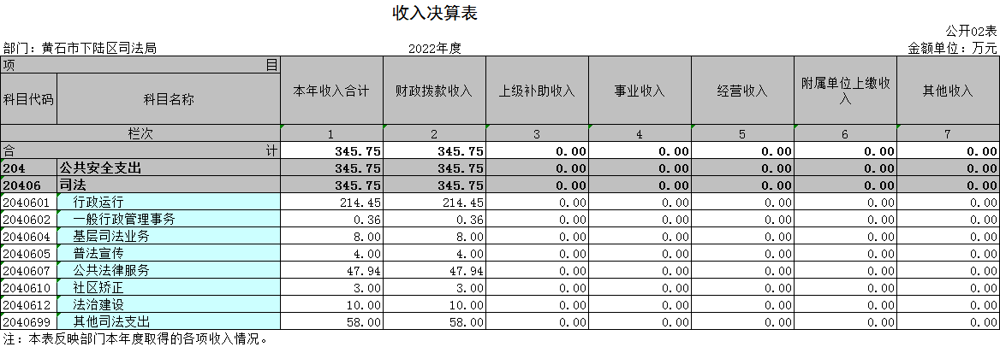 收入决算表
公开02表
部门：黄石市下陆区司法局 2022年度 金额单位：万元
项 目 本年收入合计 财政拨款收入 上级补助收入 事业收入 经营收入 附属单位上缴收入 其他收入
科目代码 科目名称
栏次 1 2 3 4 5 6 7
合 计 345.75 345.75 0.00 0.00 0.00 0.00 0.00
204 公共安全支出 345.75 345.75 0.00 0.00 0.00 0.00 0.00
20406 司法 345.75 345.75 0.00 0.00 0.00 0.00 0.00
2040601 行政运行 214.45 214.45 0.00 0.00 0.00 0.00 0.00
2040602 一般行政管理事务 0.36 0.36 0.00 0.00 0.00 0.00 0.00
2040604 基层司法业务 8.00 8.00 0.00 0.00 0.00 0.00 0.00
2040605 普法宣传 4.00 4.00 0.00 0.00 0.00 0.00 0.00
2040607 公共法律服务 47.94 47.94 0.00 0.00 0.00 0.00 0.00
2040610 社区矫正 3.00 3.00 0.00 0.00 0.00 0.00 0.00
2040612 法治建设 10.00 10.00 0.00 0.00 0.00 0.00 0.00
2040699 其他司法支出 58.00 58.00 0.00 0.00 0.00 0.00 0.00
注：本表反映部门本年度取得的各项收入情况。